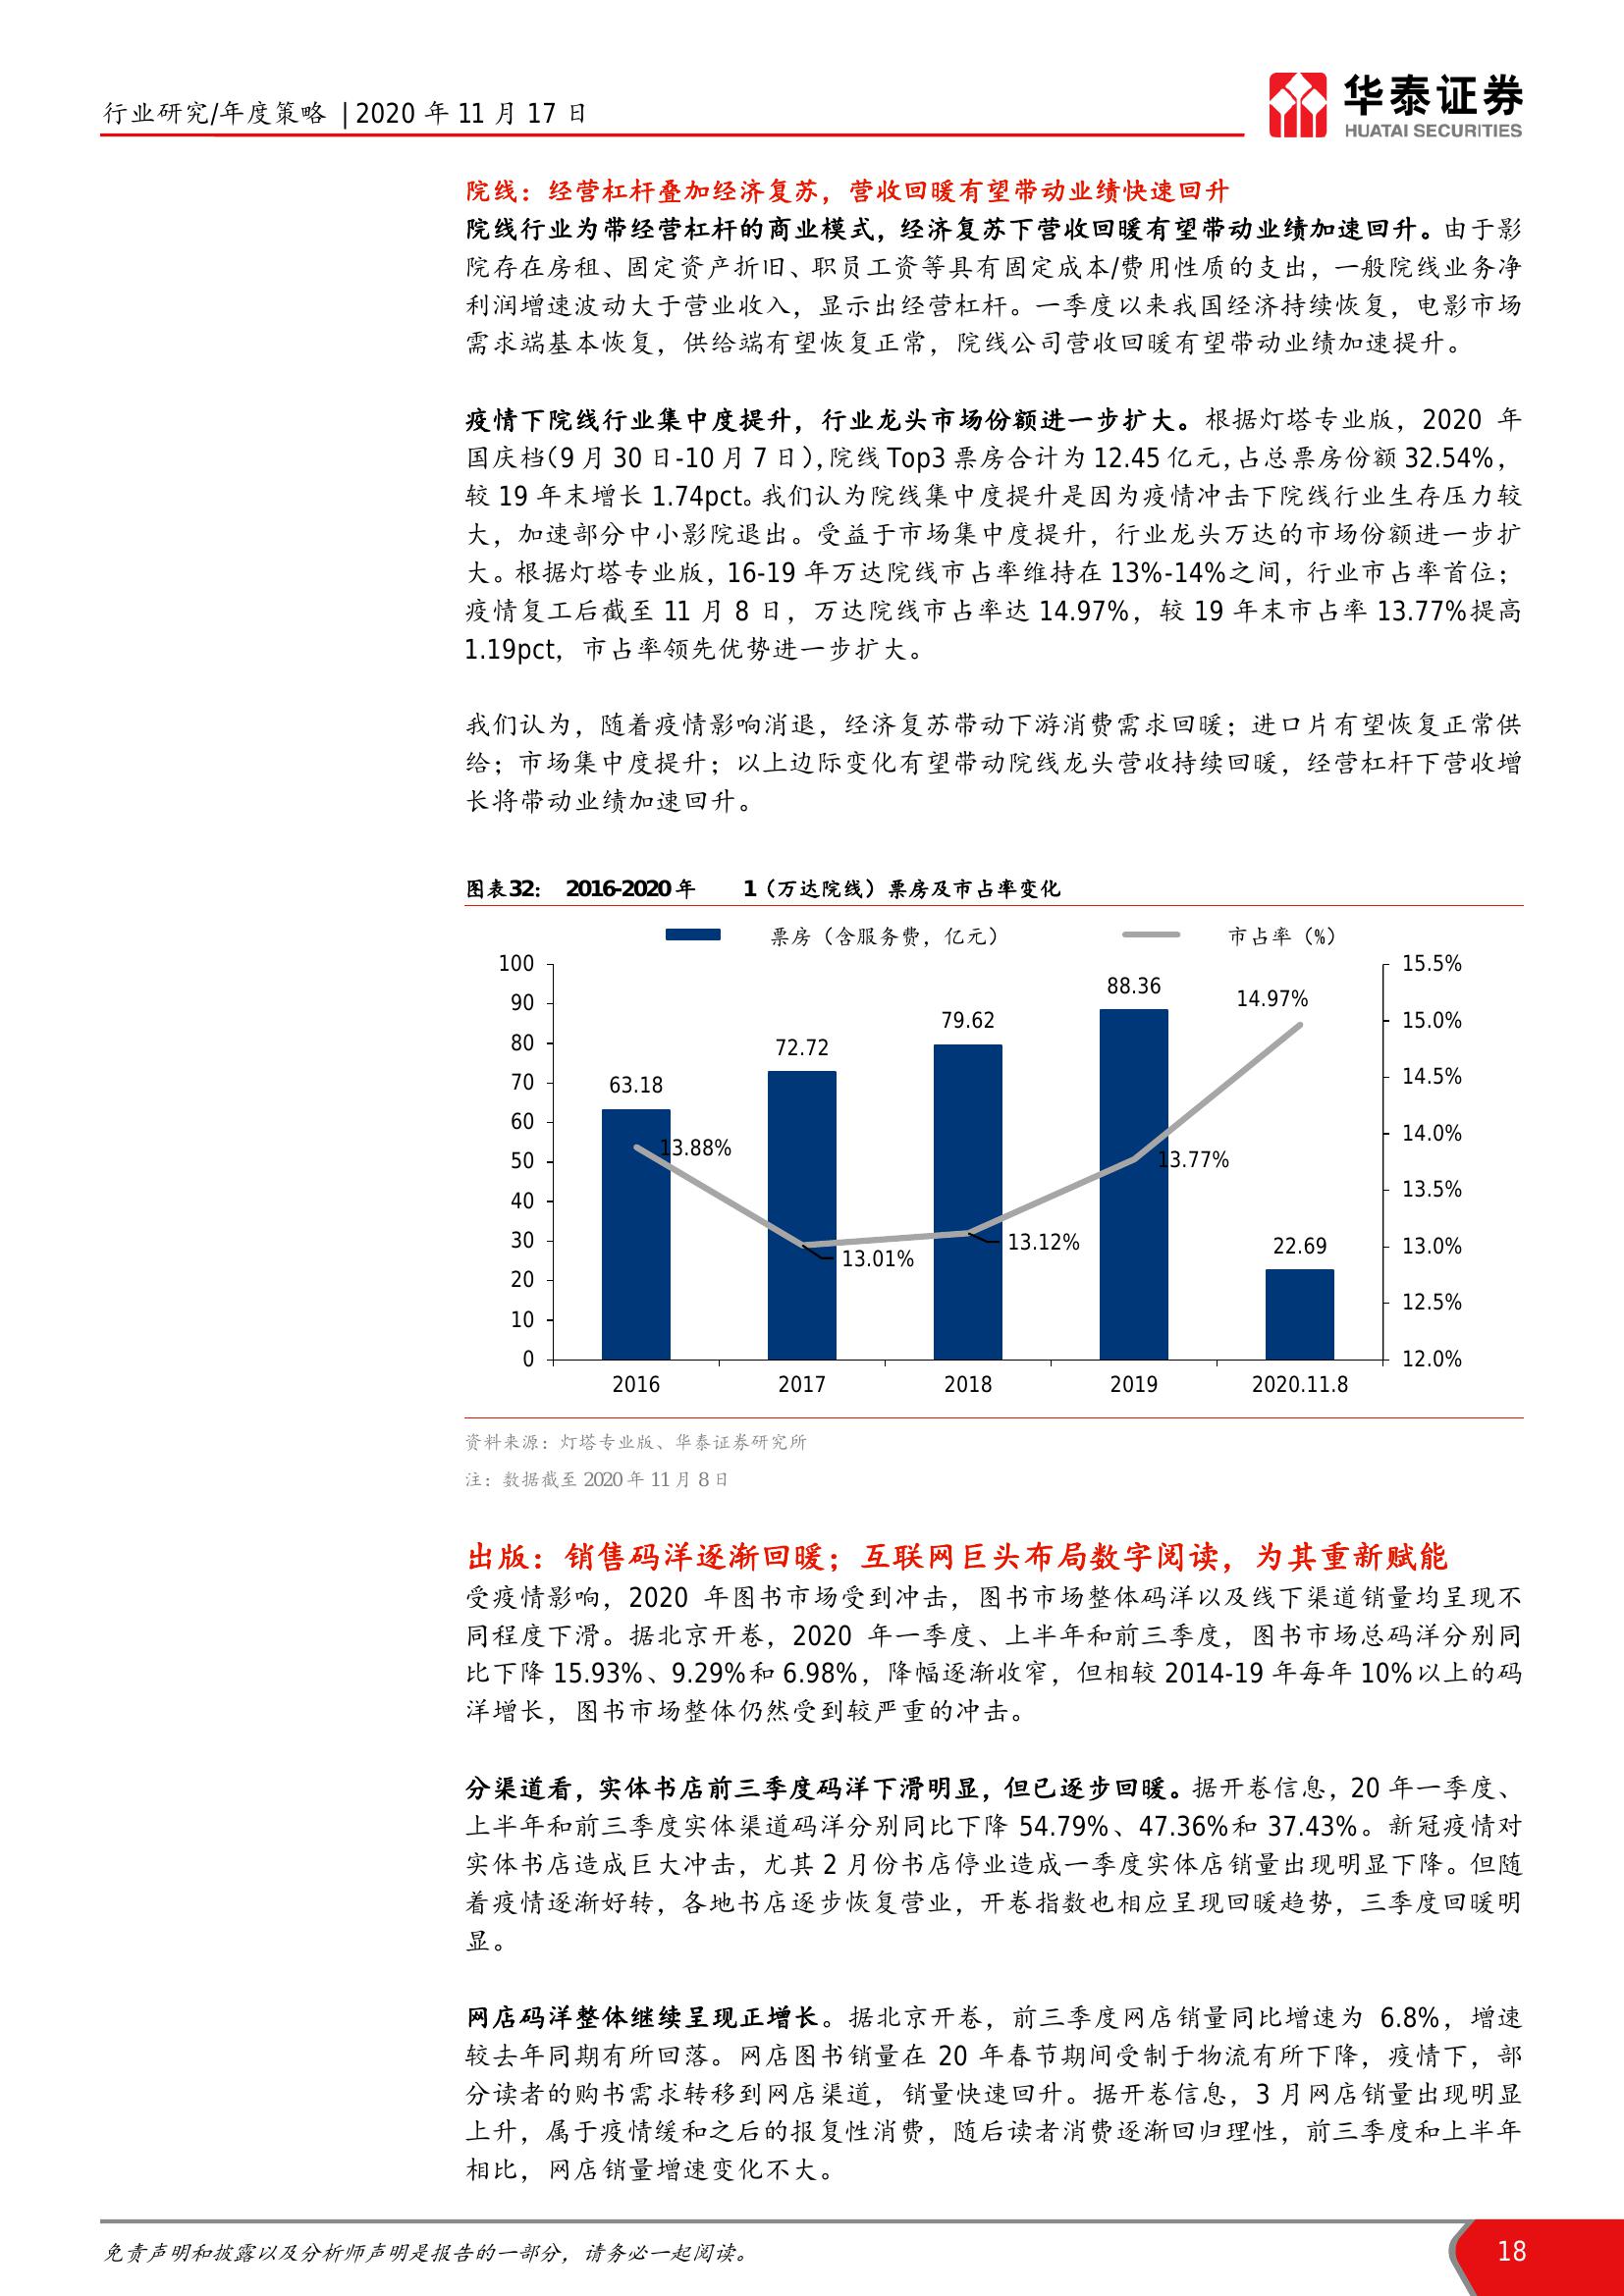 行业研究/年度策略 | 2020 年 11 月 17 日
华泰证券
HUATAI SECURITIES
院线：经营杠杆叠加经济复苏，营收回暖有望带动业绩快速回升
院线行业为带经营杠杆的商业模式，经济复苏下营收回暖有望带动业绩加速回升。由于影
院存在房租、固定资产折旧、职员工资等具有固定成本/费用性质的支出，一般院线业务净
利润增速波动大于营业收入，显示出经营杠杆。一季度以来我国经济持续恢复，电影市场
需求端基本恢复，供给端有望恢复正常，院线公司营收回暖有望带动业绩加速提升。
疫情下院线行业集中度提升，行业龙头市场份额进一步扩大。根据灯塔专业版，2020 年
国庆档（9 月 30 日-10 月 7 日），院线 Top3 票房合计为 12.45 亿元，占总票房份额 32.54%，
较 19 年末增长 1.74pct。我们认为院线集中度提升是因为疫情冲击下院线行业生存压力较
大，加速部分中小影院退出。受益于市场集中度提升，行业龙头万达的市场份额进一步扩
大。根据灯塔专业版，16-19 年万达院线市占率维持在 13%-14%之间，行业市占率首位；
疫情复工后截至 11 月 8 日，万达院线市占率达 14.97%，较 19 年末市占率 13.77%提高
1.19pct，市占率领先优势进一步扩大。
我们认为，随着疫情影响消退，经济复苏带动下游消费需求回暖；进口片有望恢复正常供
给；市场集中度提升；以上边际变化有望带动院线龙头营收持续回暖，经营杠杆下营收增
长将带动业绩加速回升。
图表32： 2016-2020 年 1（万达院线）票房及市占率变化
票房（含服务费，亿元） 市占率（%）
100 15.5%
90 15.0%
80 14.5%
70 14.0%
60 13.5%
50 13.0%
40 12.5%
30 12.0%
20
10
0
63.18 72.72 79.62 88.36 22.69
13.88% 13.01% 13.12% 13.77% 14.97%
2016 2017 2018 2019 2020.11.8
资料来源：灯塔专业版、华泰证券研究所
注：数据截至 2020 年 11 月 8 日
出版：销售码洋逐渐回暖；互联网巨头布局数字阅读，为其重新赋能
受疫情影响，2020 年图书市场受到冲击，图书市场整体码洋以及线下渠道销量均呈现不
同程度下滑。据北京开卷，2020 年一季度、上半年和前三季度，图书市场总码洋分别同
比下降 15.93%、9.29%和 6.98%，降幅逐渐收窄，但相较 2014-19 年每年 10%以上的码
洋增长，图书市场整体仍然受到较严重的冲击。
分渠道看，实体书店前三季度码洋下滑明显，但已逐步回暖。据开卷信息，20 年一季度、
上半年和前三季度实体渠道码洋分别同比下降 54.79%、47.36%和 37.43%。新冠疫情对
实体书店造成巨大冲击，尤其 2 月份书店停业造成一季度实体店销量出现明显下降。但随
着疫情逐渐好转，各地书店逐步恢复营业，开卷指数也相应呈现回暖趋势，三季度回暖明
显。
网店码洋整体继续呈现正增长。据北京开卷，前三季度网店销量同比增速为 6.8%，增速
较去年同期有所回落。网店图书销量在 20 年春节期间受制于物流有所下降，疫情下，部
分读者的购书需求转移到网店渠道，销量快速回升。据开卷信息，3 月网店销量出现明显
上升，属于疫情缓和之后的报复性消费，随后读者消费逐渐回归理性，前三季度和上半年
相比，网店销量增速变化不大。
免责声明和披露以及分析师声明是报告的一部分，请务必一起阅读。
18